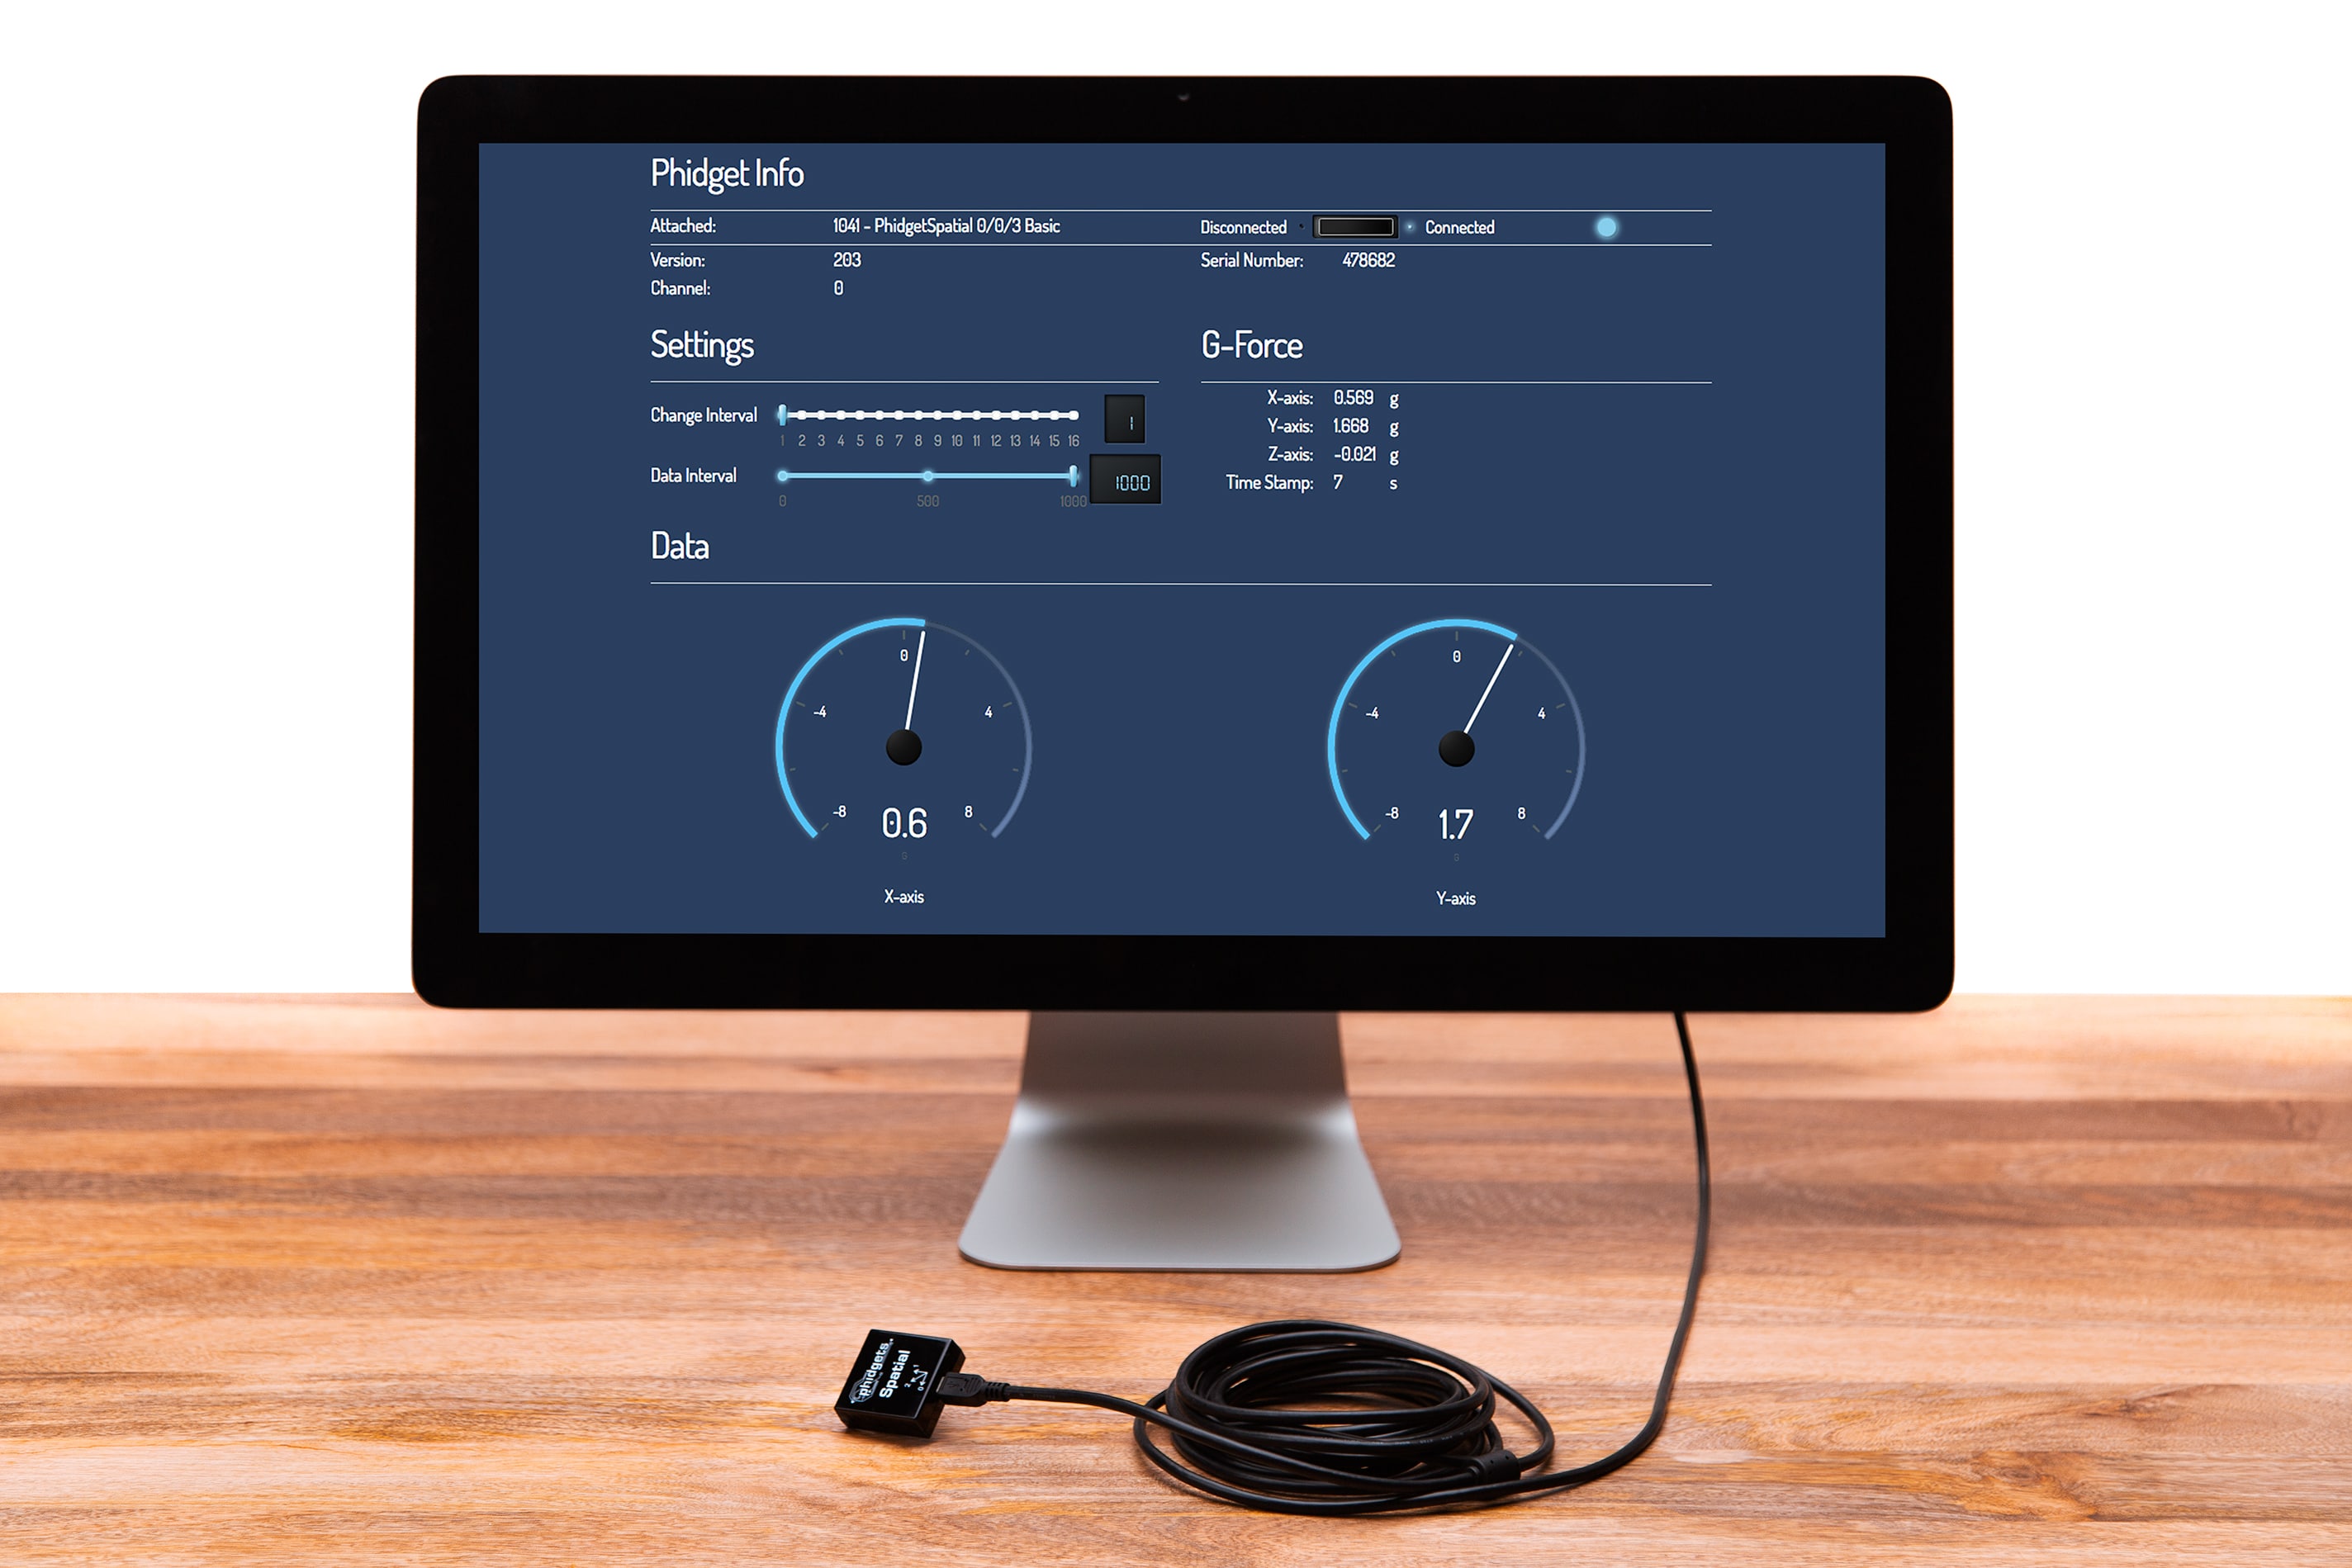 Phidget Info
Attached: 1041 - PhidgetSpatial 0/0/3 Basic Disconnected Connected
Version: 203 Serial Number: 478682
Channel: 0
Settings
G-Force
Change Interval
1 2 3 4 5 6 7 8 9 10 11 12 13 14 15 16
1
Data Interval
0 500 1000
1000
X-axis: 0.569 g
Y-axis: 1.668 g
Z-axis: -0.021 g
Time Stamp: 7 s
Data
0
-4 4
-8 8
0.6
G
X-axis
0
-4 4
-8 8
1.7
G
Y-axis
phidgets
Spatial